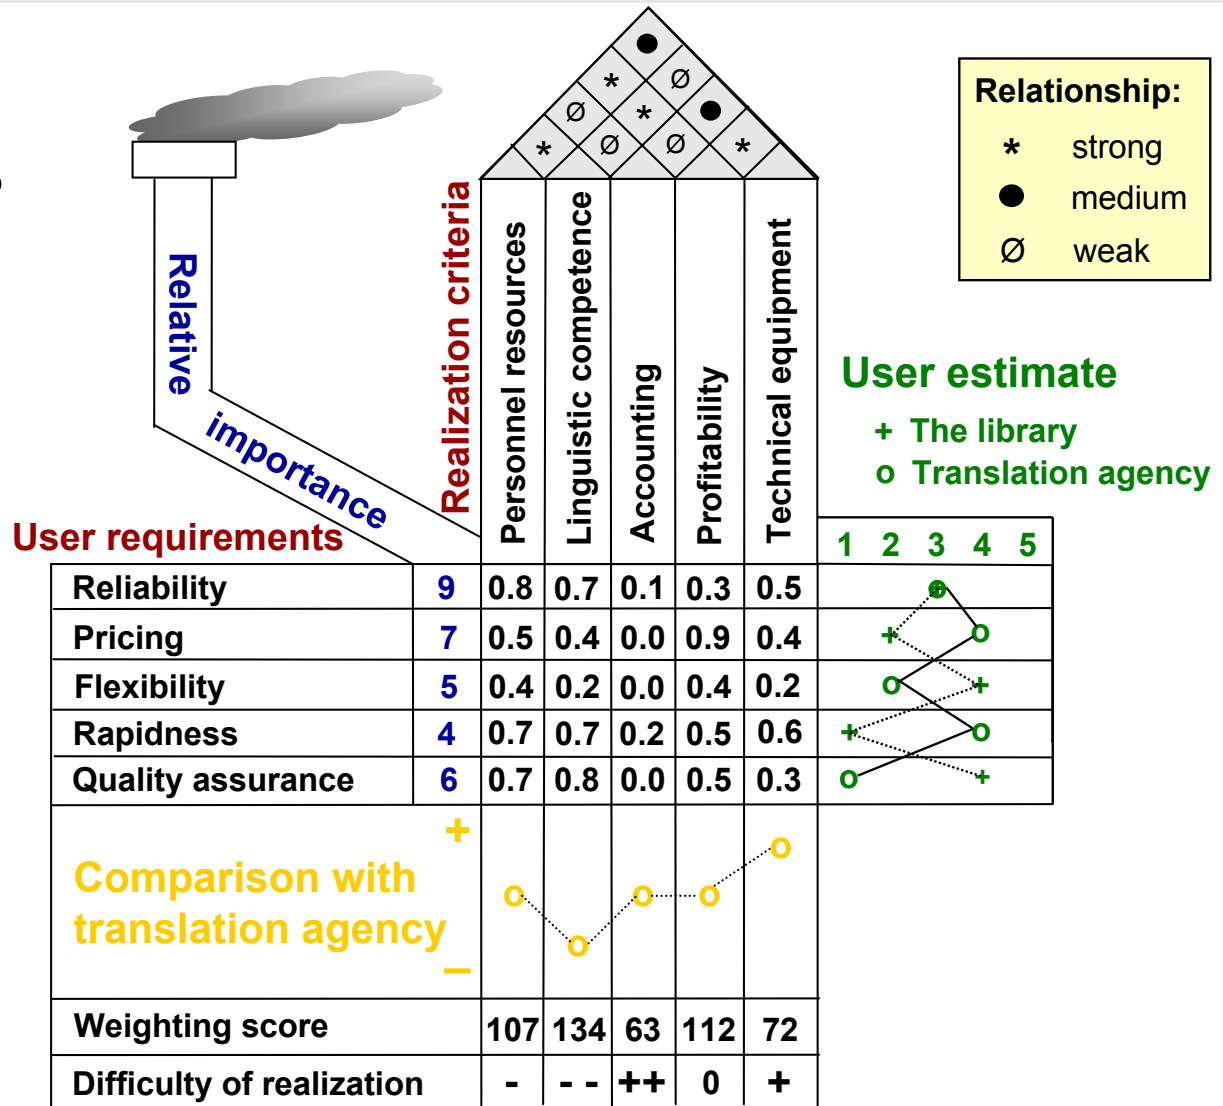 Relationship:
* strong
● medium
Ø weak
●
* Ø
Ø * ●
* Ø Ø *
Relative
importance
Realization criteria
Personnel resources
Linguistic competence
Accounting
Profitability
Technical equipment
User estimate
+ The library
o Translation agency
User requirements
1 2 3 4 5
Reliability 9 0.8 0.7 0.1 0.3 0.5
Pricing 7 0.5 0.4 0.0 0.9 0.4
Flexibility 5 0.4 0.2 0.0 0.4 0.2
Rapidness 4 0.7 0.7 0.2 0.5 0.6
Quality assurance 6 0.7 0.8 0.0 0.5 0.3
+
Comparison with
translation agency
–
Weighting score 107 134 63 112 72
Difficulty of realization - - - ++ 0 +